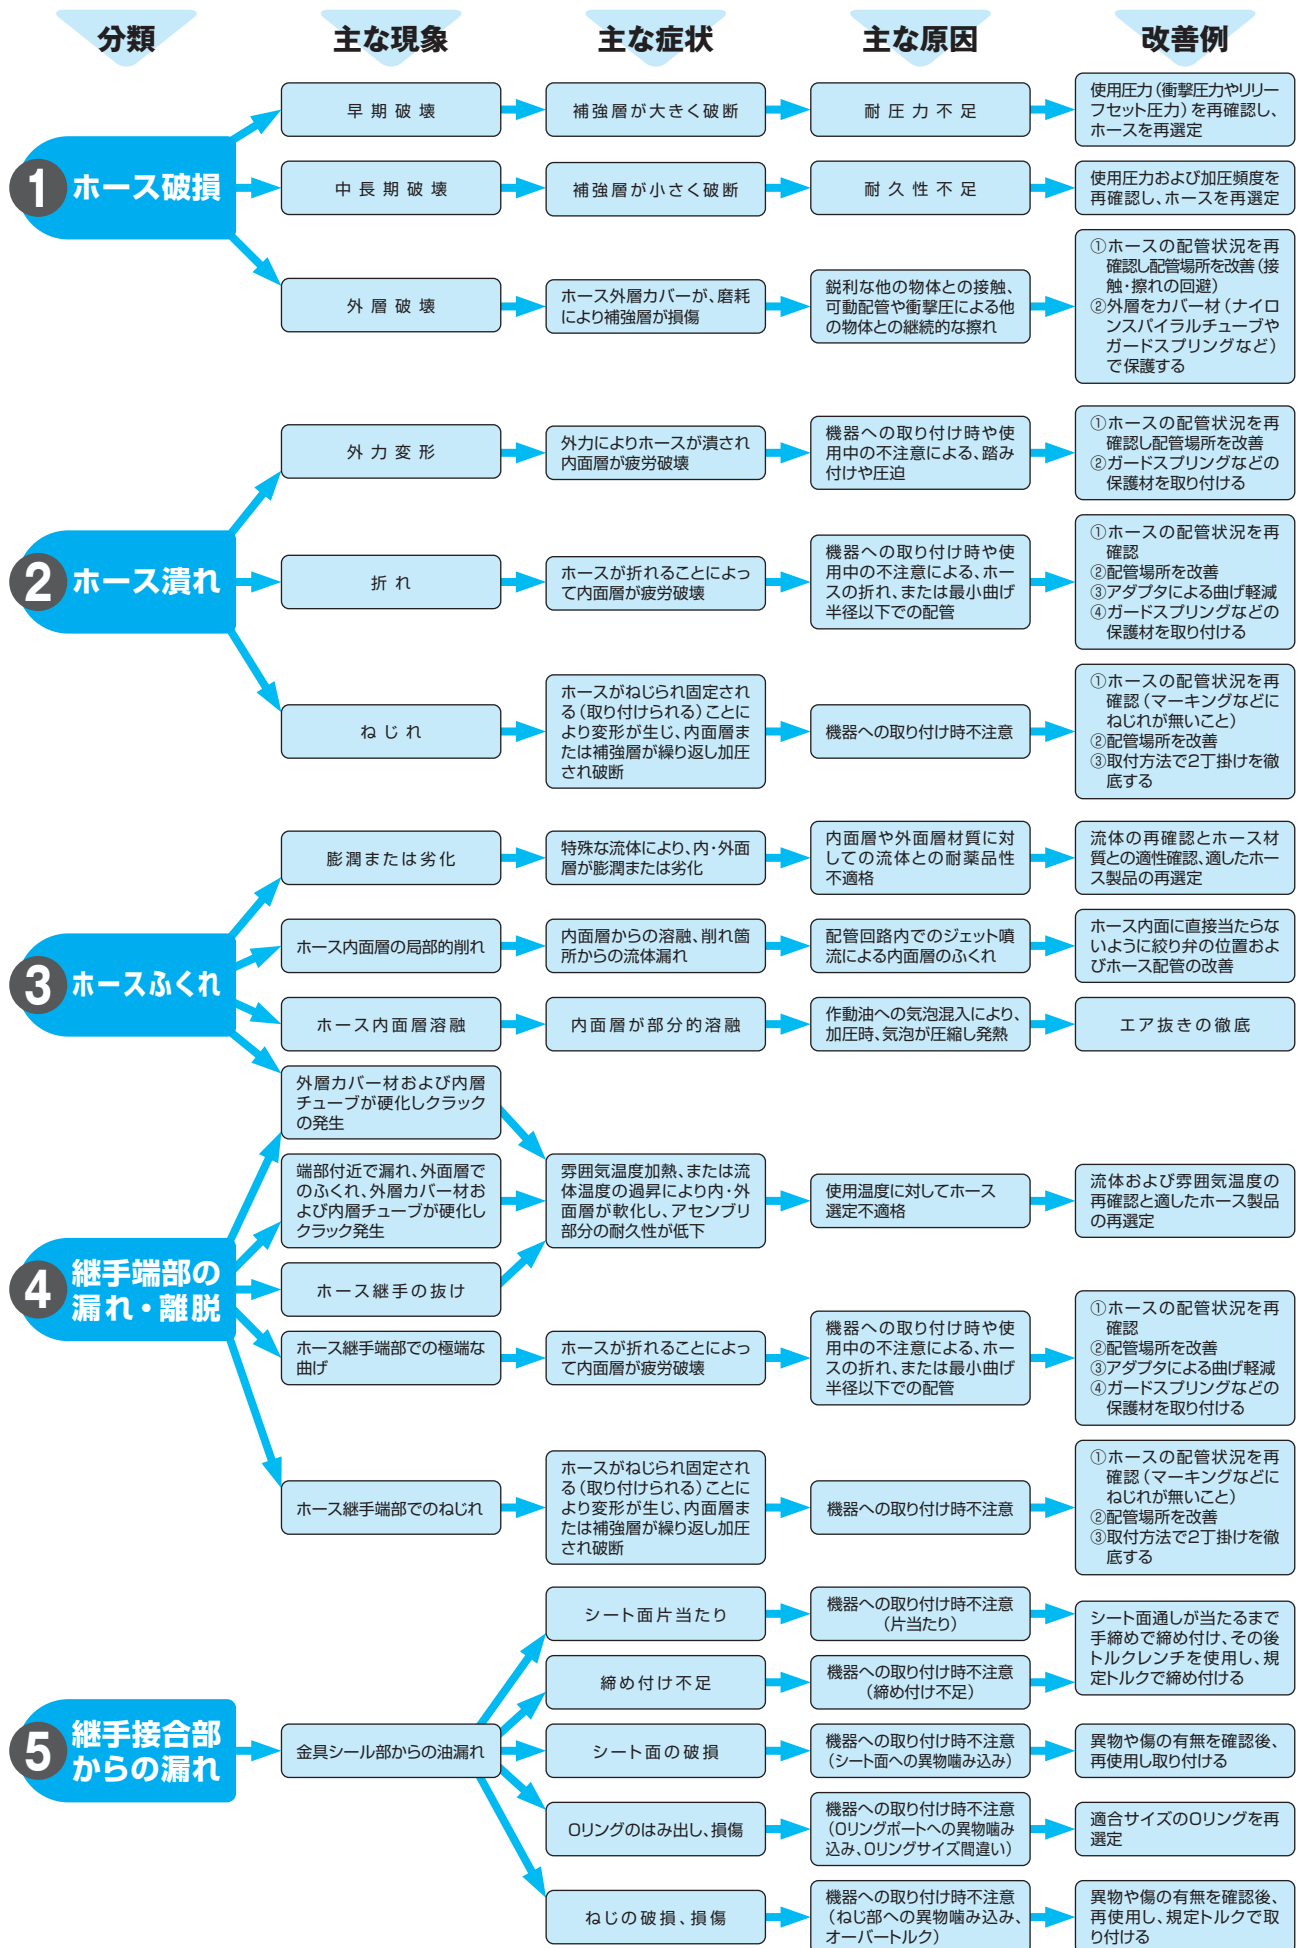 分類
主な現象
主な症状
主な原因
改善例
1
ホース破損
早期破壊
補強層が大きく破断
耐圧力不足
使用圧力（衝撃圧力やリリー
フセット圧力）を再確認し、
ホースを再選定
中長期破壊
補強層が小さく破断
耐久性不足
使用圧力および加圧頻度を
再確認し、ホースを再選定
外層破壊
ホース外層カバーが、磨耗
により補強層が損傷
鋭利な他の物体との接触、
可動配管や衝撃圧による他
の物体との継続的な擦れ
①ホースの配管状況を再
確認し配管場所を改善（接
触・擦れの回避）
②外層をカバー材（ナイロ
ンスパイラルチューブや
ガードスプリングなど）
で保護する
2
ホース潰れ
外力変形
外力によりホースが潰され
内面層が疲労破壊
機器への取り付け時や使
用中の不注意による、踏み
付けや圧迫
①ホースの配管状況を再
確認し配管場所を改善
②ガードスプリングなどの
保護材を取り付ける
折れ
ホースが折れることによっ
て内面層が疲労破壊
機器への取り付け時や使
用中の不注意による、ホー
スの折れ、または最小曲げ
半径以下での配管
①ホースの配管状況を再
確認
②配管場所を改善
③アダプタによる曲げ軽減
④ガードスプリングなどの
保護材を取り付ける
ねじれ
ホースがねじられ固定され
る（取り付けられる）ことに
より変形が生じ、内面層ま
たは補強層が繰り返し加圧
され破断
機器への取り付け時不注意
①ホースの配管状況を再
確認（マーキングなどに
ねじれが無いこと）
②配管場所を改善
③取付方法で2丁掛けを徹
底する
3
ホースふくれ
膨潤または劣化
特殊な流体により、内・外面
層が膨潤または劣化
内面層や外面層材質に対
しての流体との耐薬品性
不適格
流体の再確認とホース材
質との適性確認、適したホー
ス製品の再選定
ホース内面層の局部的削れ
内面層からの溶融、削れ箇
所からの流体漏れ
配管回路内でのジェット噴
流による内面層のふくれ
ホース内面に直接当たらな
いように絞り弁の位置およ
びホース配管の改善
ホース内面層溶融
内面層が部分的溶融
作動油への気泡混入により、
加圧時、気泡が圧縮し発熱
エア抜きの徹底
外層カバー材および内層
チューブが硬化しクラック
の発生
4
継手端部の
漏れ・離脱
端部付近で漏れ、外面層で
のふくれ、外層カバー材お
よび内層チューブが硬化し
クラック発生
雰囲気温度加熱、または流
体温度の過昇により内・外
面層が軟化し、アセンブリ
部分の耐久性が低下
使用温度に対してホース
選定不適格
流体および雰囲気温度の
再確認と適したホース製品
の再選定
ホース継手の抜け
ホース継手端部での極端な
曲げ
ホースが折れることによっ
て内面層が疲労破壊
機器への取り付け時や使
用中の不注意による、ホー
スの折れ、または最小曲げ
半径以下での配管
①ホースの配管状況を再
確認
②配管場所を改善
③アダプタによる曲げ軽減
④ガードスプリングなどの
保護材を取り付ける
ホース継手端部でのねじれ
ホースがねじられ固定され
る（取り付けられる）ことに
より変形が生じ、内面層ま
たは補強層が繰り返し加圧
され破断
機器への取り付け時不注意
①ホースの配管状況を再
確認（マーキングなどに
ねじれが無いこと）
②配管場所を改善
③取付方法で2丁掛けを徹
底する
5
継手接合部
からの漏れ
金具シール部からの油漏れ
シート面片当たり
機器への取り付け時不注意
（片当たり）
シート面通しが当たるまで
手締めで締め付け、その後
トルクレンチを使用し、規
定トルクで締め付ける
締め付け不足
機器への取り付け時不注意
（締め付け不足）
シート面の破損
機器への取り付け時不注意
（シート面への異物噛み込み）
異物や傷の有無を確認後、
再使用し取り付ける
Oリングのはみ出し、損傷
機器への取り付け時不注意
（Oリングポートへの異物噛み
込み、Oリングサイズ間違い）
適合サイズのOリングを再
選定
ねじの破損、損傷
機器への取り付け時不注意
（ねじ部への異物噛み込み、
オーバートルク）
異物や傷の有無を確認後、
再使用し、規定トルクで取
り付ける